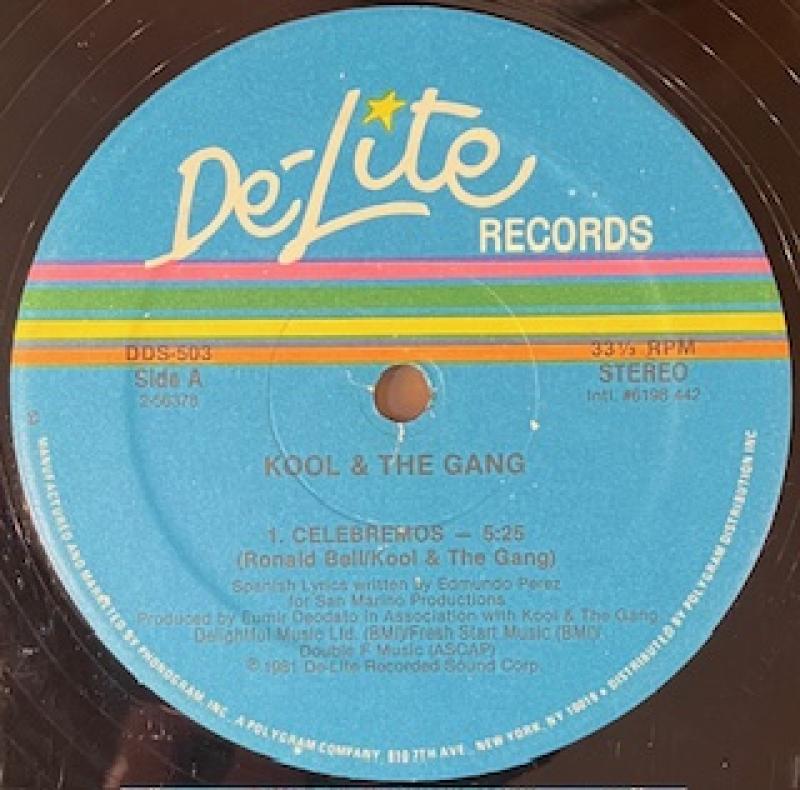 De-Lite
RECORDS
DDS-503
Side A
2-56378
33⅓ RPM
STEREO
Intl. #6198 442
KOOL & THE GANG
1. CELEBREMOS — 5:25
(Ronald Bell/Kool & The Gang)
Spanish Lyrics written by Edmundo Perez
for San Marino Productions
Produced by Eumir Deodato in Association with Kool & The Gang
Delightful Music Ltd. (BMI)/Fresh Start Music (BMI)/
Double F Music (ASCAP)
℗ 1981 De-Lite Recorded Sound Corp.
MANUFACTURED AND MARKETED BY PHONOGRAM, INC., A POLYGRAM COMPANY, 810 7TH AVE., NEW YORK, NY 10019 • DISTRIBUTED BY POLYGRAM DISTRIBUTION INC